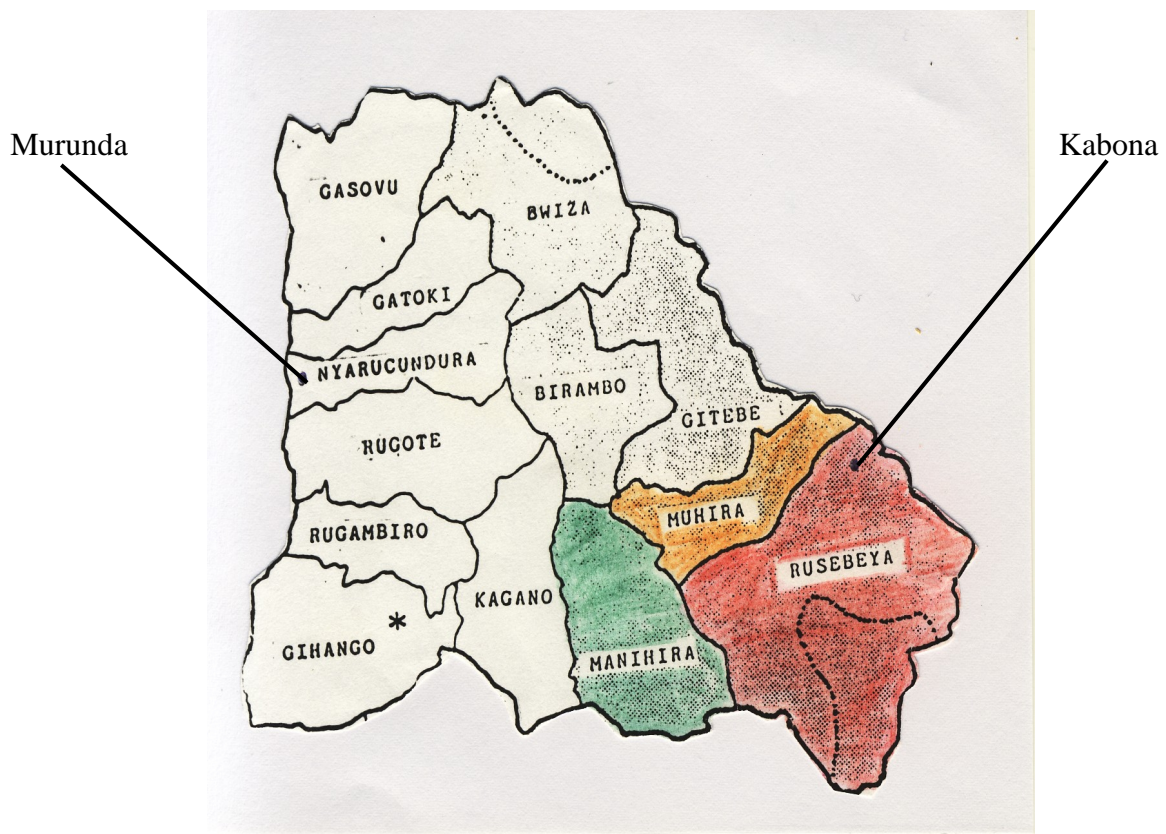 Murunda
Kabona
GASOVU
BWIZA
GATOKI
NYARUCUNDURA
BIRAMBO
GITEBE
RUGOTE
MUHIRA
RUGAMBIRO
RUSEBEYA
KAGANO
*
GIHANGO
MANIHIRA